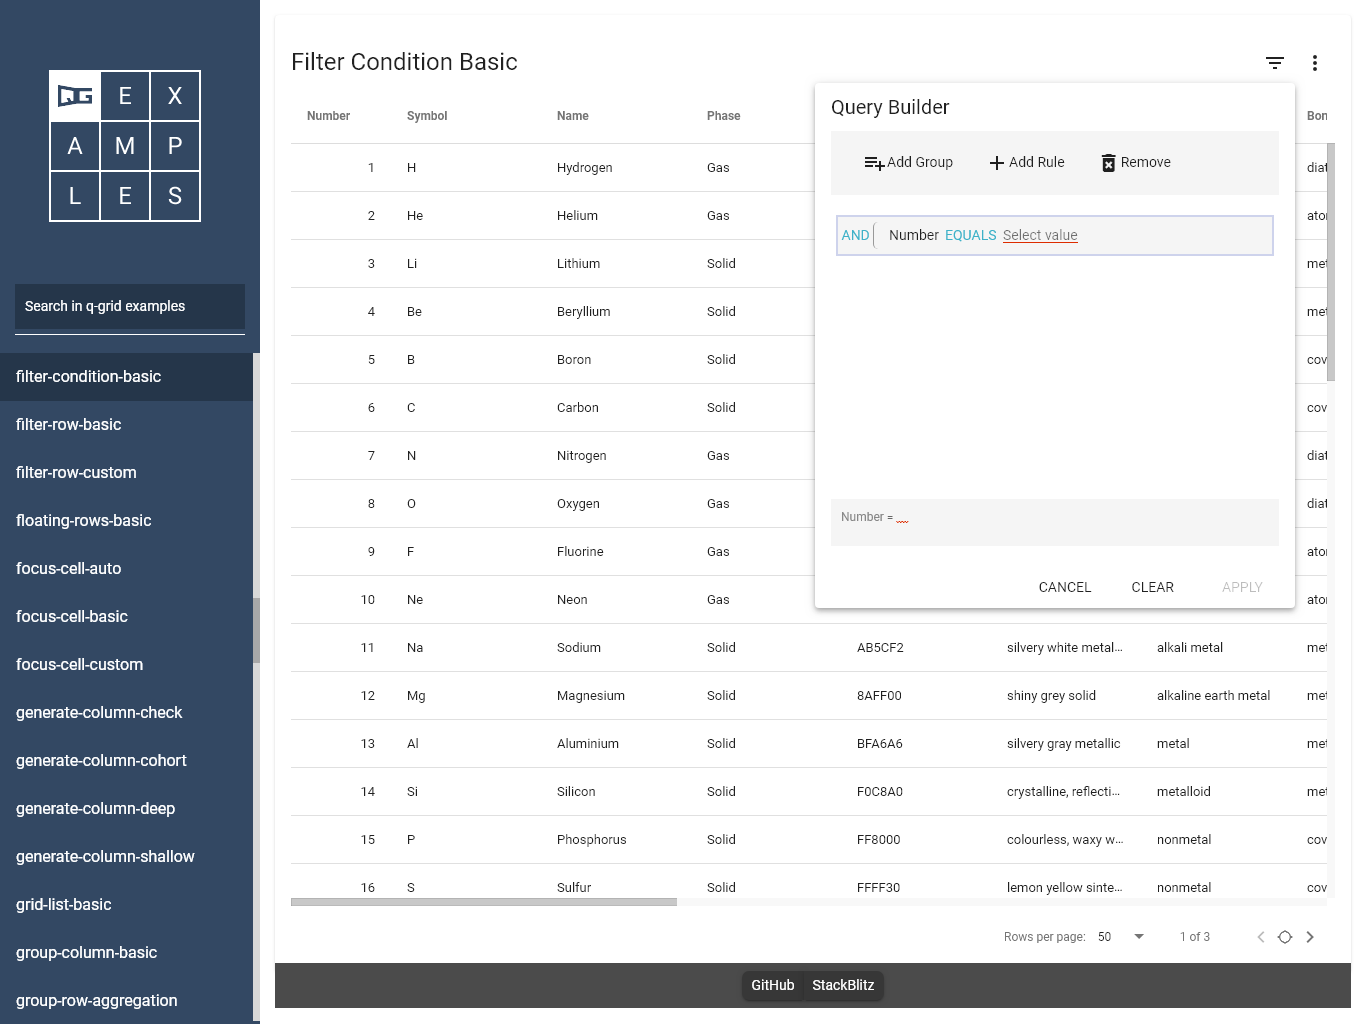 QG E X
A M P
L E S
Search in q-grid examples
filter-condition-basic
filter-row-basic
filter-row-custom
floating-rows-basic
focus-cell-auto
focus-cell-basic
focus-cell-custom
generate-column-check
generate-column-cohort
generate-column-deep
generate-column-shallow
grid-list-basic
group-column-basic
group-row-aggregation
Filter Condition Basic
Number Symbol Name Phase Bon
1 H Hydrogen Gas diat
2 He Helium Gas ato
3 Li Lithium Solid met
4 Be Beryllium Solid met
5 B Boron Solid cov
6 C Carbon Solid cov
7 N Nitrogen Gas diat
8 O Oxygen Gas diat
9 F Fluorine Gas ato
10 Ne Neon Gas ato
11 Na Sodium Solid AB5CF2 silvery white metal... alkali metal met
12 Mg Magnesium Solid 8AFF00 shiny grey solid alkaline earth metal met
13 Al Aluminium Solid BFA6A6 silvery gray metallic metal met
14 Si Silicon Solid F0C8A0 crystalline, reflecti... metalloid met
15 P Phosphorus Solid FF8000 colourless, waxy w... nonmetal cov
16 S Sulfur Solid FFFF30 lemon yellow sinte... nonmetal cov
Query Builder
Add Group Add Rule Remove
AND Number EQUALS Select value
Number =
CANCEL CLEAR APPLY
Rows per page: 50 1 of 3
GitHub StackBlitz